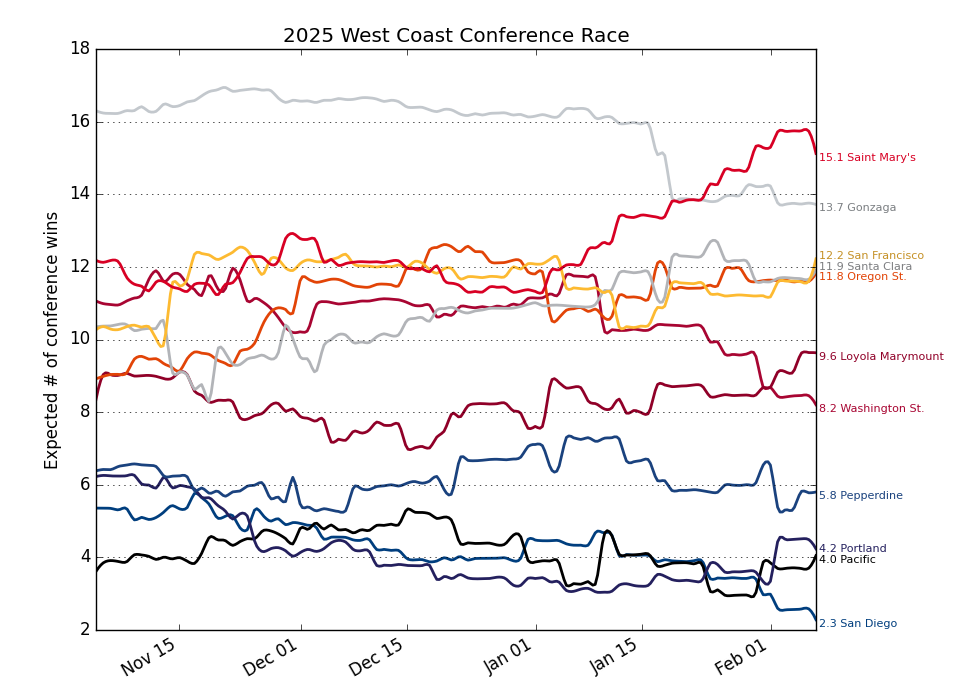 2025 West Coast Conference Race
Expected # of conference wins
18
16
14
12
10
8
6
4
2
15.1 Saint Mary's
13.7 Gonzaga
12.2 San Francisco
11.9 Santa Clara
11.8 Oregon St.
9.6 Loyola Marymount
8.2 Washington St.
5.8 Pepperdine
4.2 Portland
4.0 Pacific
2.3 San Diego
Nov 15
Dec 01
Dec 15
Jan 01
Jan 15
Feb 01